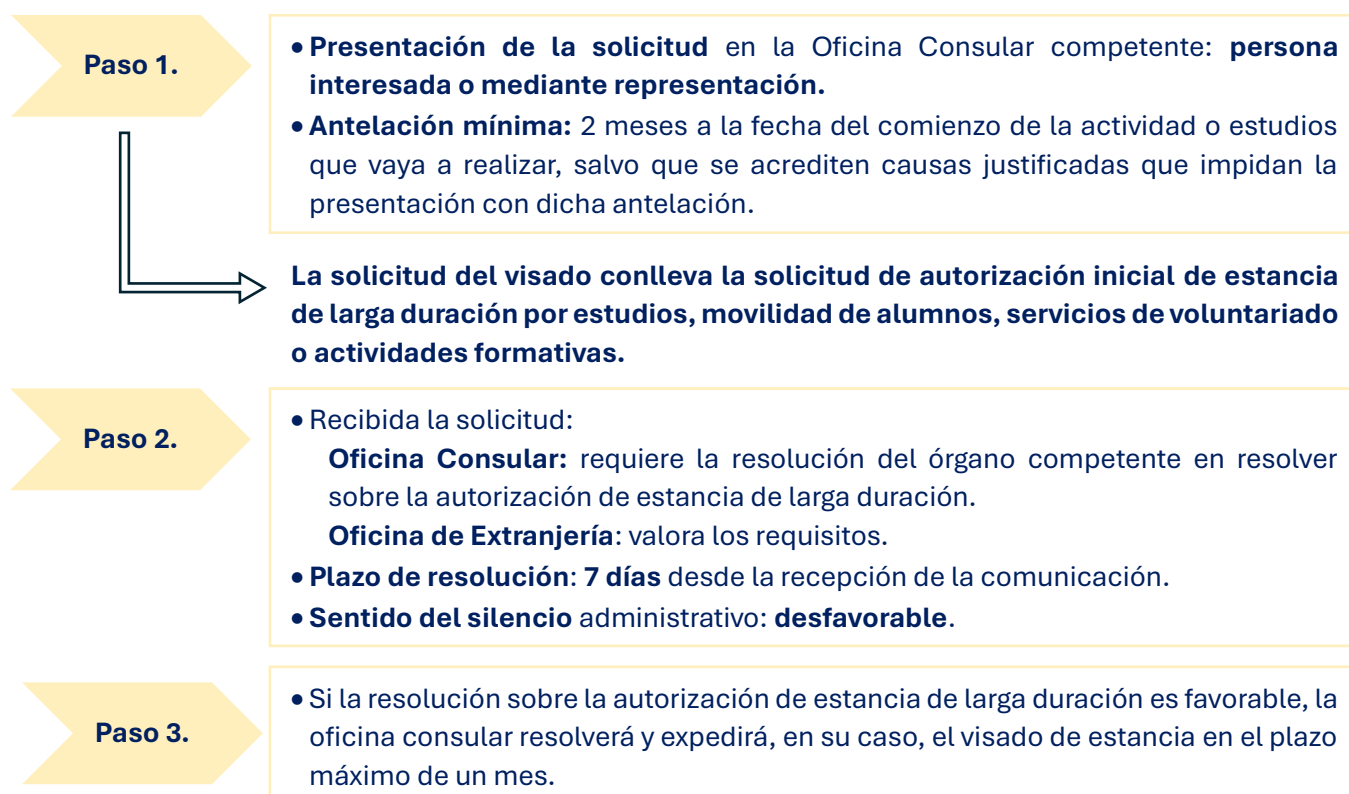 Paso 1.
• Presentación de la solicitud en la Oficina Consular competente: persona
interesada o mediante representación.
• Antelación mínima: 2 meses a la fecha del comienzo de la actividad o estudios
que vaya a realizar, salvo que se acrediten causas justificadas que impidan la
presentación con dicha antelación.
La solicitud del visado conlleva la solicitud de autorización inicial de estancia
de larga duración por estudios, movilidad de alumnos, servicios de voluntariado
o actividades formativas.
Paso 2.
• Recibida la solicitud:
Oficina Consular: requiere la resolución del órgano competente en resolver
sobre la autorización de estancia de larga duración.
Oficina de Extranjería: valora los requisitos.
• Plazo de resolución: 7 días desde la recepción de la comunicación.
• Sentido del silencio administrativo: desfavorable.
Paso 3.
• Si la resolución sobre la autorización de estancia de larga duración es favorable, la
oficina consular resolverá y expedirá, en su caso, el visado de estancia en el plazo
máximo de un mes.